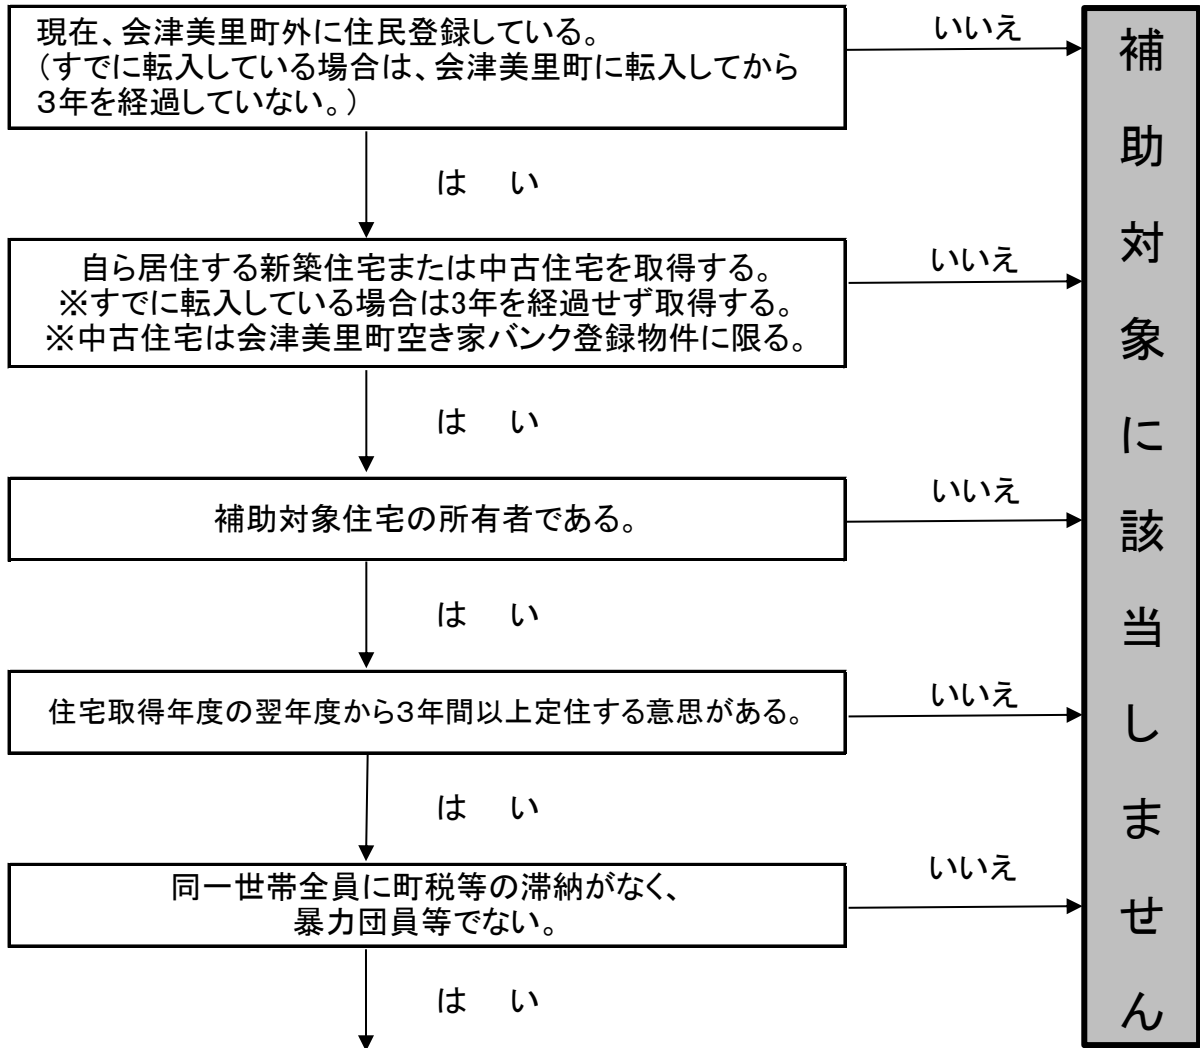 現在、会津美里町外に住民登録している。
(すでに転入している場合は、会津美里町に転入してから
３年を経過していない。)
いいえ
は い
自ら居住する新築住宅または中古住宅を取得する。
※すでに転入している場合は3年を経過せず取得する。
※中古住宅は会津美里町空き家バンク登録物件に限る。
いいえ
は い
補助対象住宅の所有者である。
いいえ
は い
住宅取得年度の翌年度から３年間以上定住する意思がある。
いいえ
は い
同一世帯全員に町税等の滞納がなく、
暴力団員等でない。
いいえ
は い
補助対象に該当しません